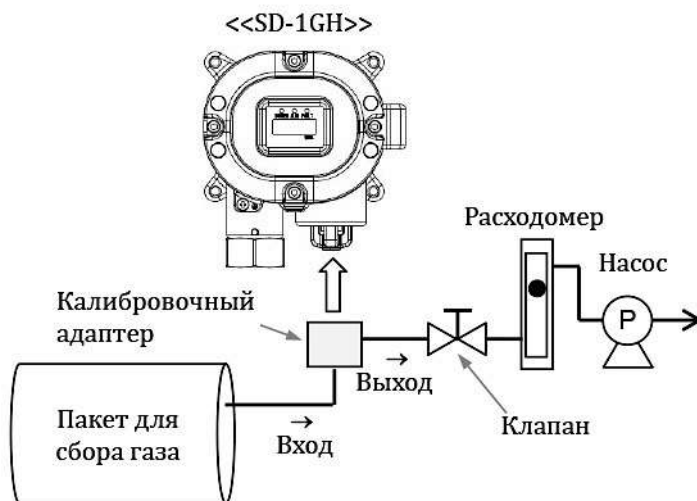 <<SD-1GH>>
Расходомер
Насос
P
Калибровочный
адаптер
→
Выход
Клапан
Пакет для
сбора газа
→
Вход